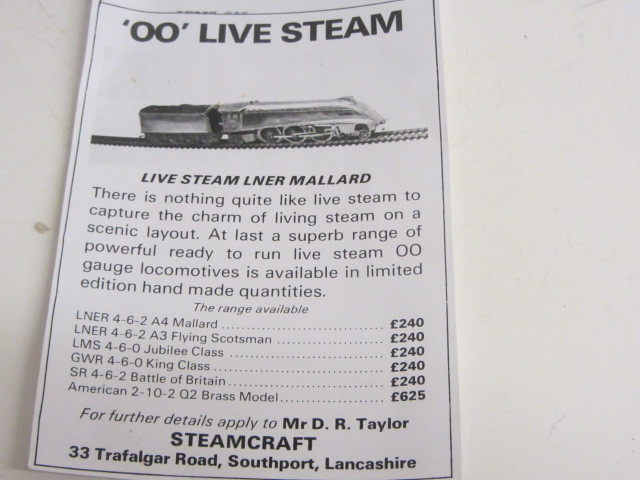 'OO' LIVE STEAM
LIVE STEAM LNER MALLARD
There is nothing quite like live steam to
capture the charm of living steam on a
scenic layout. At last a superb range of
powerful ready to run live steam OO
gauge locomotives is available in limited
edition hand made quantities.
The range available
LNER 4-6-2 A4 Mallard ........................ £240
LNER 4-6-2 A3 Flying Scotsman ................ £240
LMS 4-6-0 Jubilee Class ....................... £240
GWR 4-6-0 King Class .......................... £240
SR 4-6-2 Battle of Britain ....................... £240
American 2-10-2 Q2 Brass Model ................ £625
For further details apply to Mr D. R. Taylor
STEAMCRAFT
33 Trafalgar Road, Southport, Lancashire